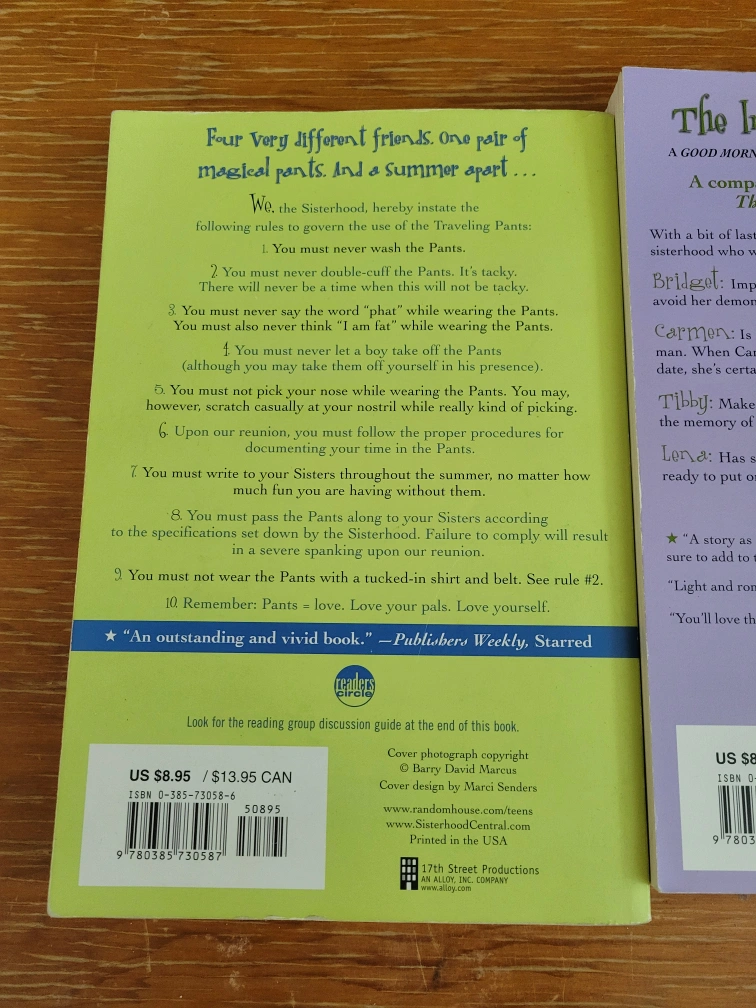 Four very different friends. One pair of
magical pants. And a summer apart . . .
We, the Sisterhood, hereby instate the
following rules to govern the use of the Traveling Pants:
1. You must never wash the Pants.
2. You must never double-cuff the Pants. It's tacky.
There will never be a time when this will not be tacky.
3. You must never say the word "phat" while wearing the Pants.
You must also never think "I am fat" while wearing the Pants.
4. You must never let a boy take off the Pants
(although you may take them off yourself in his presence).
5. You must not pick your nose while wearing the Pants. You may,
however, scratch casually at your nostril while really kind of picking.
6. Upon our reunion, you must follow the proper procedures for
documenting your time in the Pants.
7. You must write to your Sisters throughout the summer, no matter how
much fun you are having without them.
8. You must pass the Pants along to your Sisters according
to the specifications set down by the Sisterhood. Failure to comply will result
in a severe spanking upon our reunion.
9. You must not wear the Pants with a tucked-in shirt and belt. See rule #2.
10. Remember: Pants = love. Love your pals. Love yourself.
★ "An outstanding and vivid book." —Publishers Weekly, Starred
readers
circle
Look for the reading group discussion guide at the end of this book.
US $8.95 / $13.95 CAN
ISBN 0-385-73058-6
50895
9 780385 730587
Cover photograph copyright
© Barry David Marcus
Cover design by Marci Senders
www.randomhouse.com/teens
www.SisterhoodCentral.com
Printed in the USA
17th Street Productions
AN ALLOY, INC. COMPANY
www.alloy.com
The
A GOOD MORN
A comp
Th
With a bit of last
sisterhood who w
Bridget: Imp
avoid her demon
Carmen: Is
man. When Car
date, she's certa
Tibby: Make
the memory of
Lena: Has s
ready to put o
★ "A story as
sure to add to t
"Light and ron
"You'll love th
US $8
ISBN 0-
9 7803